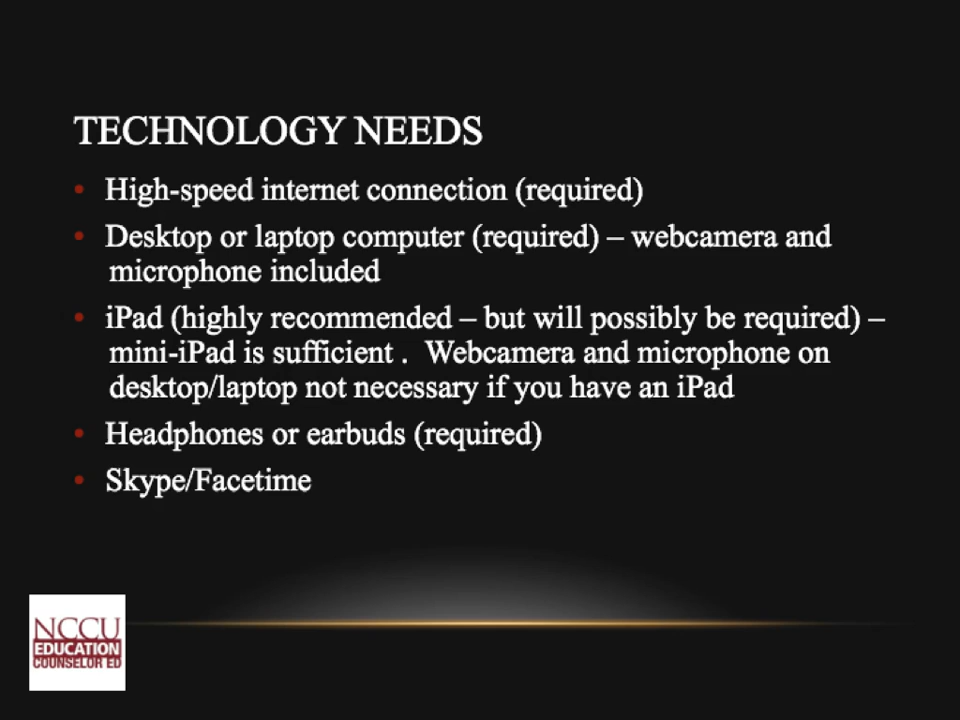 TECHNOLOGY NEEDS
• High-speed internet connection (required)
• Desktop or laptop computer (required) – webcamera and
microphone included
• iPad (highly recommended – but will possibly be required) –
mini-iPad is sufficient . Webcamera and microphone on
desktop/laptop not necessary if you have an iPad
• Headphones or earbuds (required)
• Skype/Facetime
NCCU
EDUCATION
COUNSELOR ED